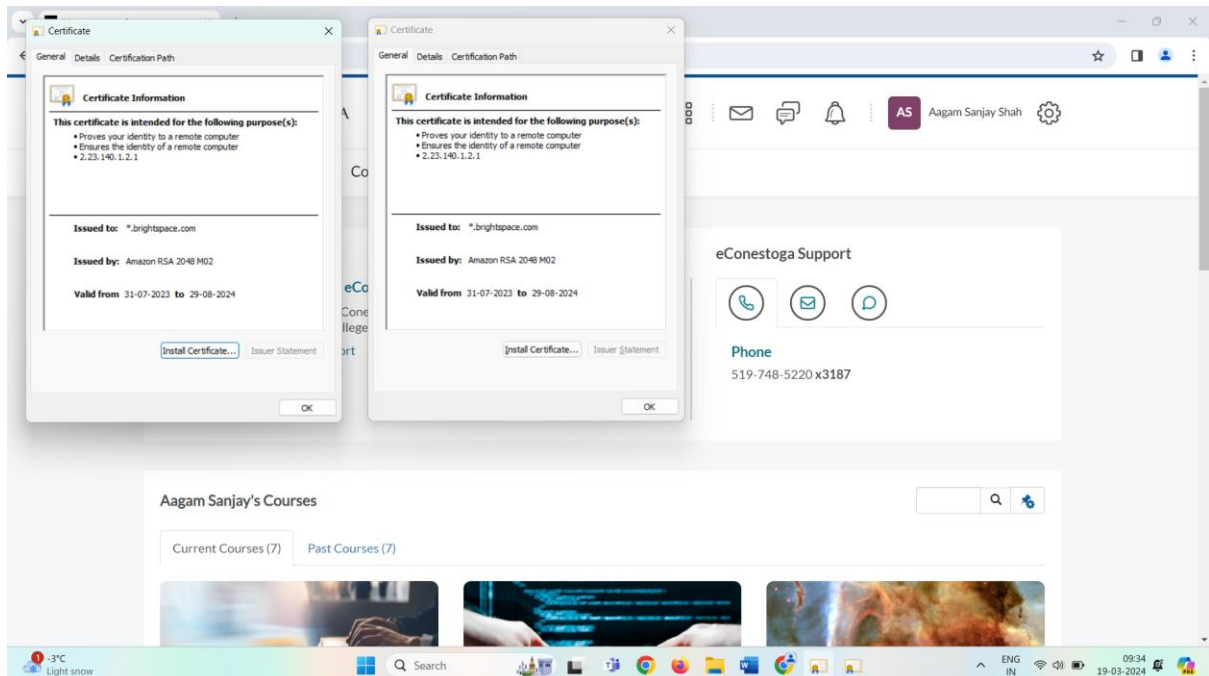 Certificate
General Details Certification Path
Certificate Information
This certificate is intended for the following purpose(s):
• Proves your identity to a remote computer
• Ensures the identity of a remote computer
• 2.23.140.1.2.1
Issued to: *.brightspace.com
Issued by: Amazon RSA 2048 M02
Valid from 31-07-2023 to 29-08-2024
Install Certificate... Issuer Statement
OK
Certificate
General Details Certification Path
Certificate Information
This certificate is intended for the following purpose(s):
• Proves your identity to a remote computer
• Ensures the identity of a remote computer
• 2.23.140.1.2.1
Issued to: *.brightspace.com
Issued by: Amazon RSA 2048 M02
Valid from 31-07-2023 to 29-08-2024
Install Certificate... Issuer Statement
OK
AS Aagam Sanjay Shah
eConestoga Support
Phone
519-748-5220 x3187
Aagam Sanjay's Courses
Current Courses (7) Past Courses (7)
1 -3°C
Light snow
Search
ENG
IN
09:34
19-03-2024